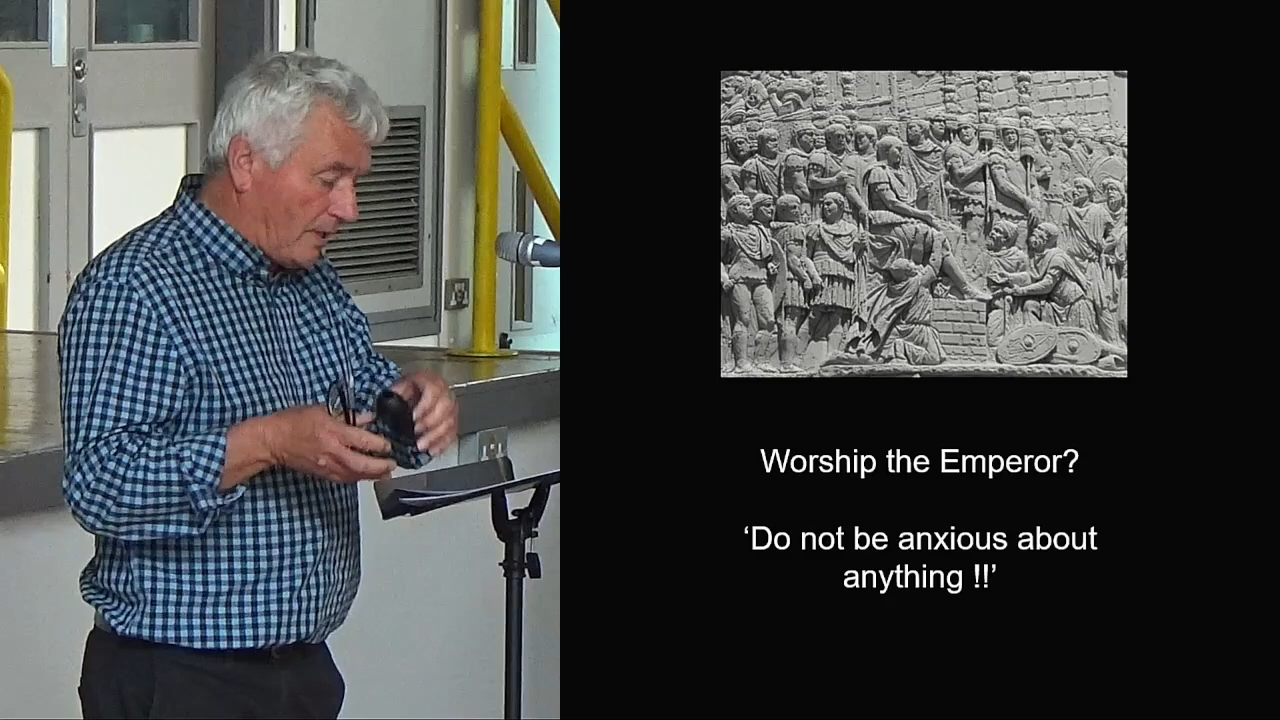 Worship the Emperor?
‘Do not be anxious about
anything !!’